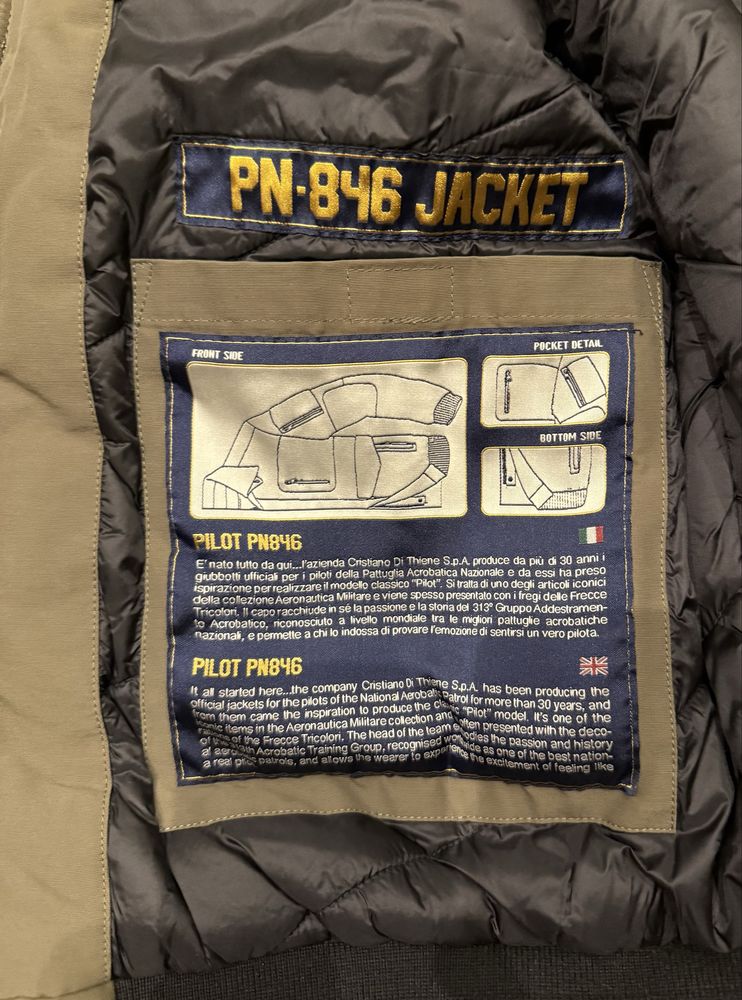 PN-846 JACKET
FRONT SIDE
POCKET DETAIL
BOTTOM SIDE
PILOT PN846
E' nato tutto da qui...l'azienda Cristiano Di Thiene S.p.A. produce da più di 30 anni i
giubbotti ufficiali per i piloti della Pattuglia Acrobatica Nazionale e da essi ha preso
ispirazione per realizzare il modello classico "Pilot". Si tratta di uno degli articoli iconici
della collezione Aeronautica Militare e viene spesso presentato con i fregi delle Frecce
Tricolori. Il capo racchiude in sé la passione e la storia del 313° Gruppo Addestramen-
to Acrobatico, riconosciuto a livello mondiale tra le migliori pattuglie acrobatiche
nazionali, e permette a chi lo indossa di provare l'emozione di sentirsi un vero pilota.
PILOT PN846
It all started here...the company Cristiano Di Thiene S.p.A. has been producing the
official jackets for the pilots of the National Aerobatic Patrol for more than 30 years, and
from them came the inspiration to produce the "Pilot" model. It's one of the
items in the Aeronautica Militare collection and often presented with the deco-
of the Frecce Tricolori. The head of the team the passion and history
Acrobatic Training Group, recognised as one of the best nation-
a real pilot patrols, and allows the wearer to experience the excitement of feeling like